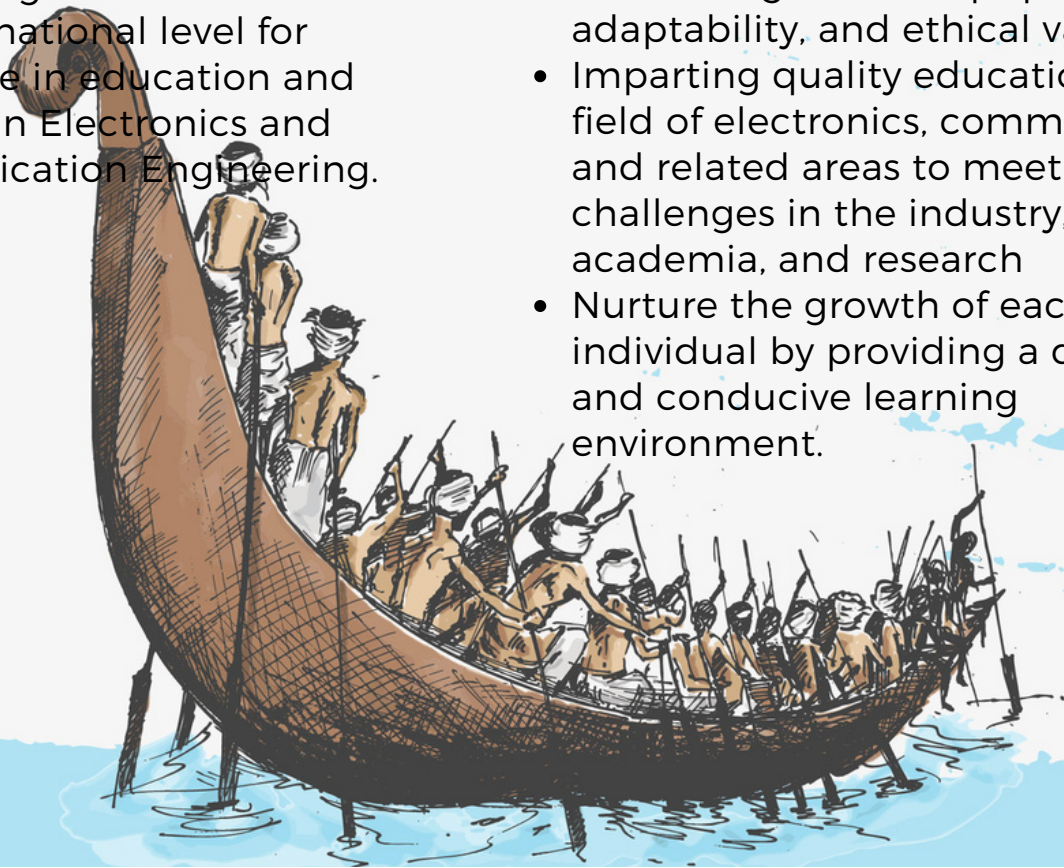 national level for
e in education and
n Electronics and
ication Engineering.
adaptability, and ethical v
Imparting quality educatio
field of electronics, comm
and related areas to meet
challenges in the industry,
academia, and research
Nurture the growth of eac
individual by providing a c
and conducive learning
environment.